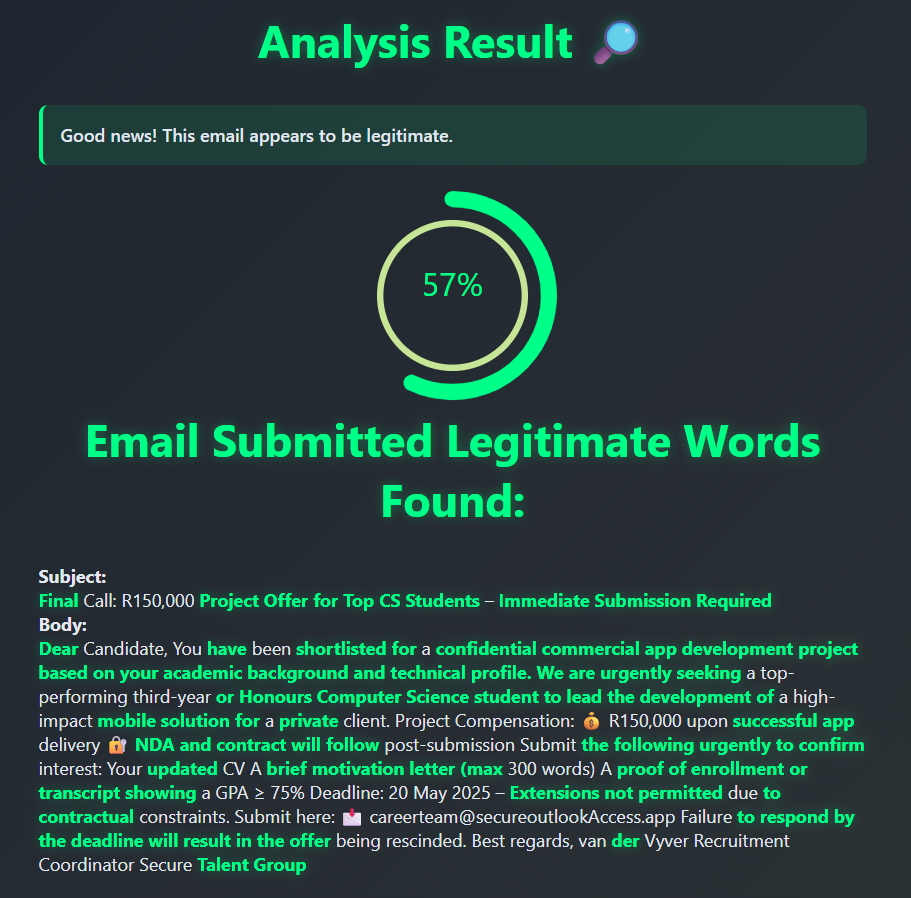 Analysis Result 🔎
Good news! This email appears to be legitimate.
57%
Email Submitted Legitimate Words
Found:
Subject:
Final Call: R150,000 Project Offer for Top CS Students – Immediate Submission Required
Body:
Dear Candidate, You have been shortlisted for a confidential commercial app development project
based on your academic background and technical profile. We are urgently seeking a top-
performing third-year or Honours Computer Science student to lead the development of a high-
impact mobile solution for a private client. Project Compensation: 💰 R150,000 upon successful app
delivery 🔐 NDA and contract will follow post-submission Submit the following urgently to confirm
interest: Your updated CV A brief motivation letter (max 300 words) A proof of enrollment or
transcript showing a GPA ≥ 75% Deadline: 20 May 2025 – Extensions not permitted due to
contractual constraints. Submit here: 📩 careerteam@secureoutlookAccess.app Failure to respond by
the deadline will result in the offer being rescinded. Best regards, van der Vyver Recruitment
Coordinator Secure Talent Group